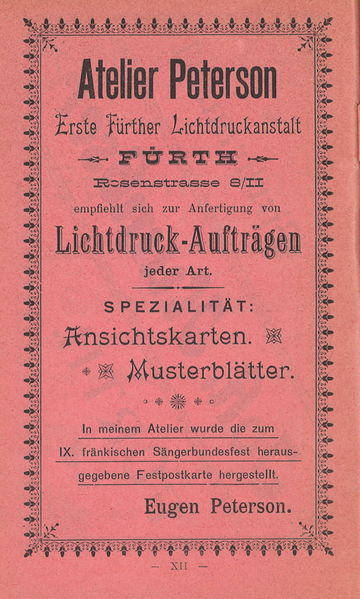 Atelier Peterson
Erste Fürther Lichtdruckanstalt
FÜRTH
Rosenstrasse 8/II
empfiehlt sich zur Anfertigung von
Lichtdruck-Aufträgen
jeder Art.
SPEZIALITÄT:
Ansichtskarten.
Musterblätter.
In meinem Atelier wurde die zum
IX. fränkischen Sängerbundesfest heraus-
gegebene Festpostkarte hergestellt.
Eugen Peterson.
— XII —